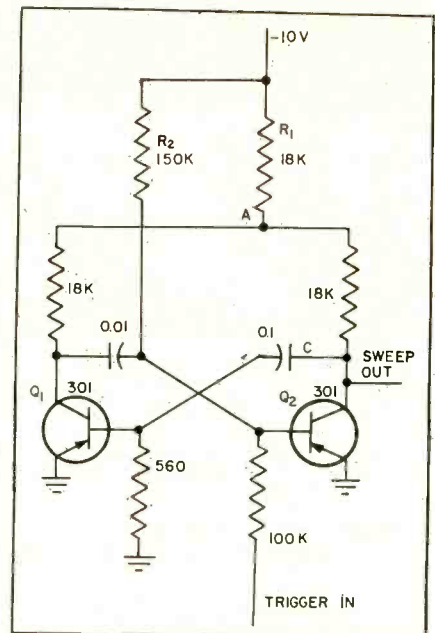 -10V
R2
150K
R1
18K
A
18K
18K
0.01
0.1
C
SWEEP
OUT
Q1
301
Q2
301
560
100K
TRIGGER IN